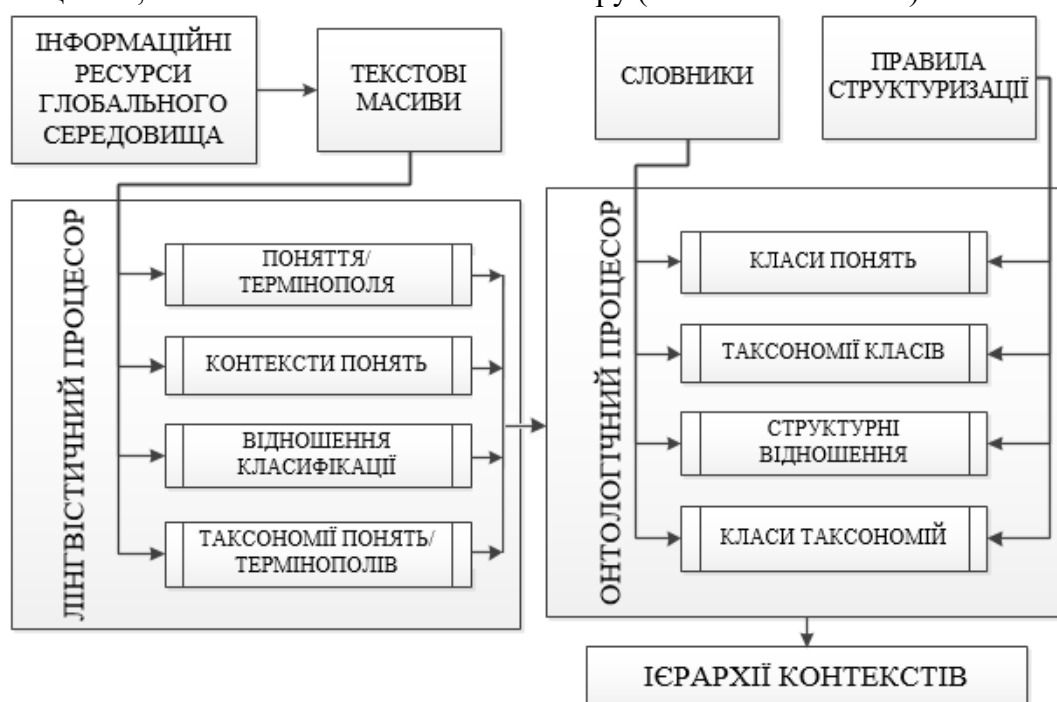 ІНФОРМАЦІЙНІ
РЕСУРСИ
ГЛОБАЛЬНОГО
СЕРЕДОВИЩА
ТЕКСТОВІ
МАСИВИ
СЛОВНИКИ
ПРАВИЛА
СТРУКТУРИЗАЦІЇ
ЛІНГВІСТИЧНИЙ ПРОЦЕСОР
ПОНЯТТЯ/
ТЕРМІНОПОЛЯ
КОНТЕКСТИ ПОНЯТЬ
ВІДНОШЕННЯ
КЛАСИФІКАЦІЇ
ТАКСОНОМІЇ ПОНЯТЬ/
ТЕРМІНОПОЛІВ
ОНТОЛОГІЧНИЙ ПРОЦЕСОР
КЛАСИ ПОНЯТЬ
ТАКСОНОМІЇ КЛАСІВ
СТРУКТУРНІ
ВІДНОШЕННЯ
КЛАСИ ТАКСОНОМІЙ
ІЄРАРХІЇ КОНТЕКСТІВ